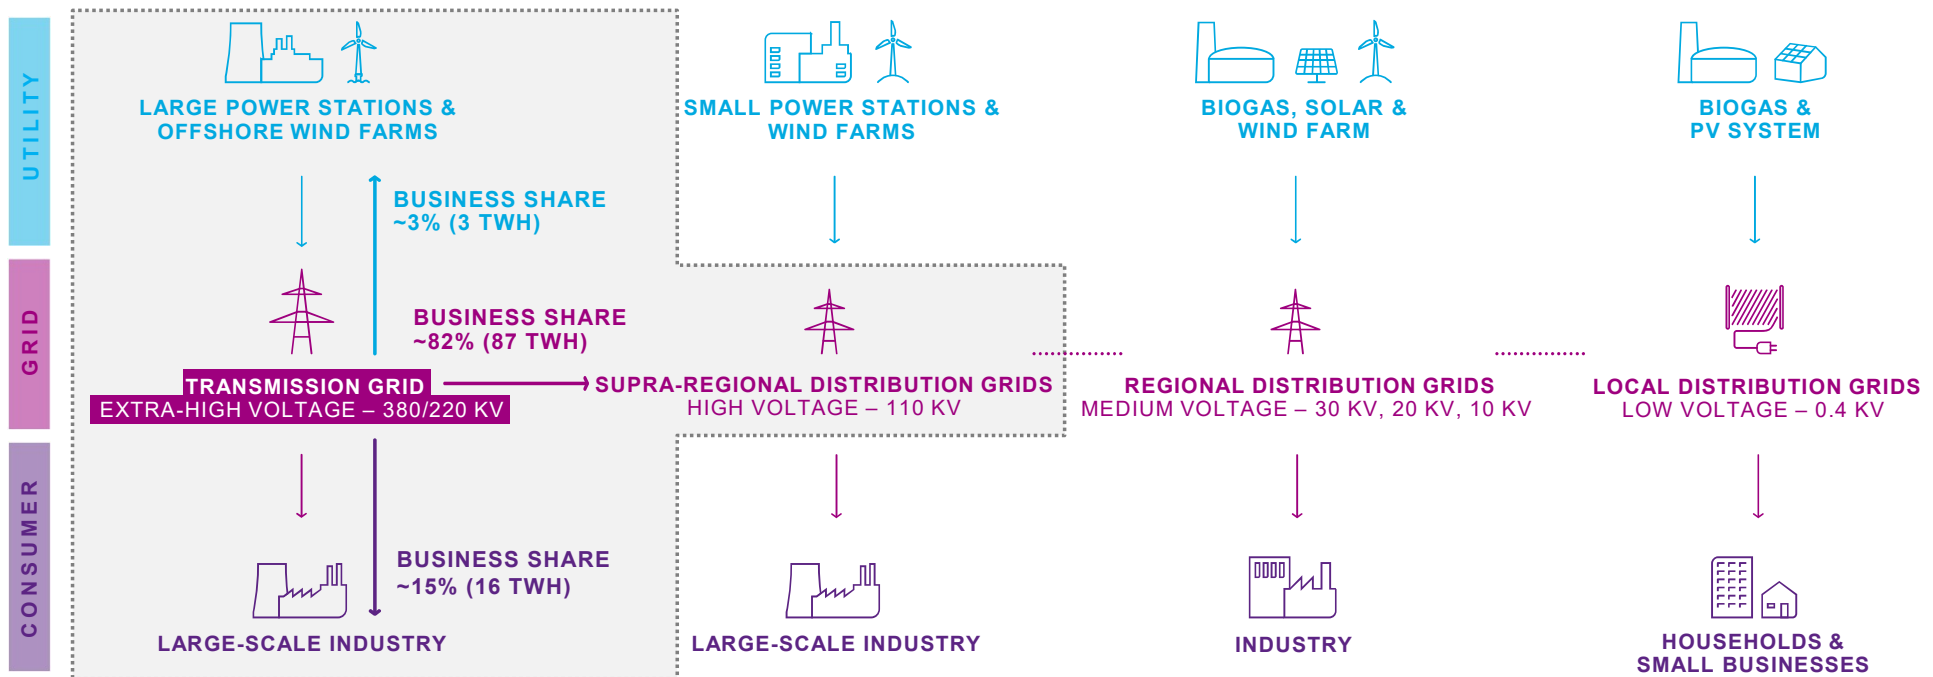 UTILITY
LARGE POWER STATIONS &
OFFSHORE WIND FARMS
SMALL POWER STATIONS &
WIND FARMS
BIOGAS, SOLAR &
WIND FARM
BIOGAS &
PV SYSTEM
BUSINESS SHARE
~3% (3 TWH)
GRID
BUSINESS SHARE
~82% (87 TWH)
TRANSMISSION GRID
EXTRA-HIGH VOLTAGE – 380/220 KV
SUPRA-REGIONAL DISTRIBUTION GRIDS
HIGH VOLTAGE – 110 KV
REGIONAL DISTRIBUTION GRIDS
MEDIUM VOLTAGE – 30 KV, 20 KV, 10 KV
LOCAL DISTRIBUTION GRIDS
LOW VOLTAGE – 0.4 KV
CONSUMER
BUSINESS SHARE
~15% (16 TWH)
LARGE-SCALE INDUSTRY
LARGE-SCALE INDUSTRY
INDUSTRY
HOUSEHOLDS &
SMALL BUSINESSES